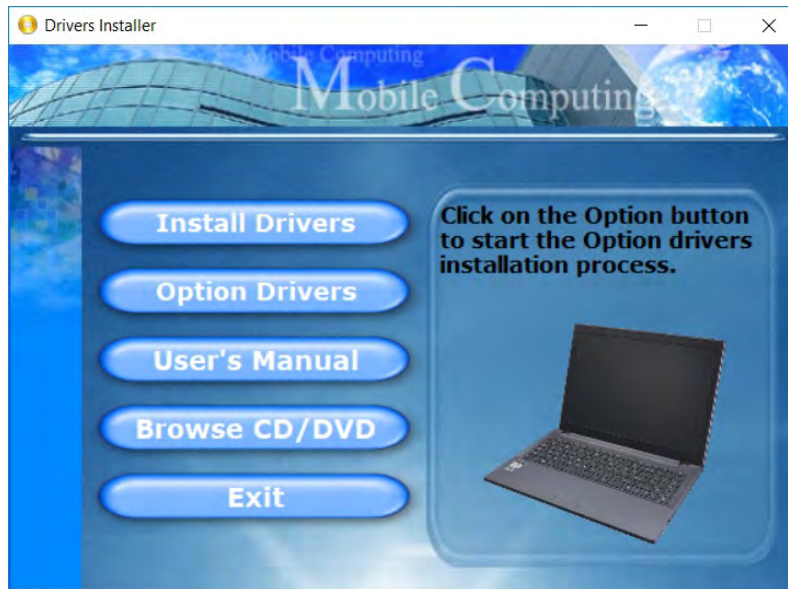 Drivers Installer
Mobile Computing
Mobile Computing
Install Drivers
Option Drivers
User's Manual
Browse CD/DVD
Exit
Click on the Option button
to start the Option drivers
installation process.